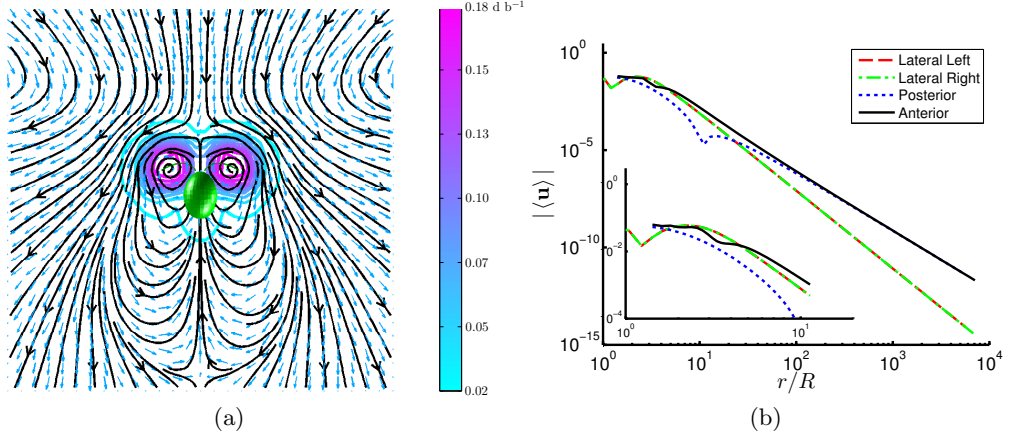 0.18 d b⁻¹
0.15
0.13
0.10
0.07
0.05
0.02
(a)
10⁰
10⁻⁵
10⁻¹⁰
10⁻¹⁵
|⟨u⟩|
Lateral Left
Lateral Right
Posterior
Anterior
10⁰
10⁻²
10⁻⁴
10⁰
10¹
10⁰
10¹
10²
10³
10⁴
r/R
(b)